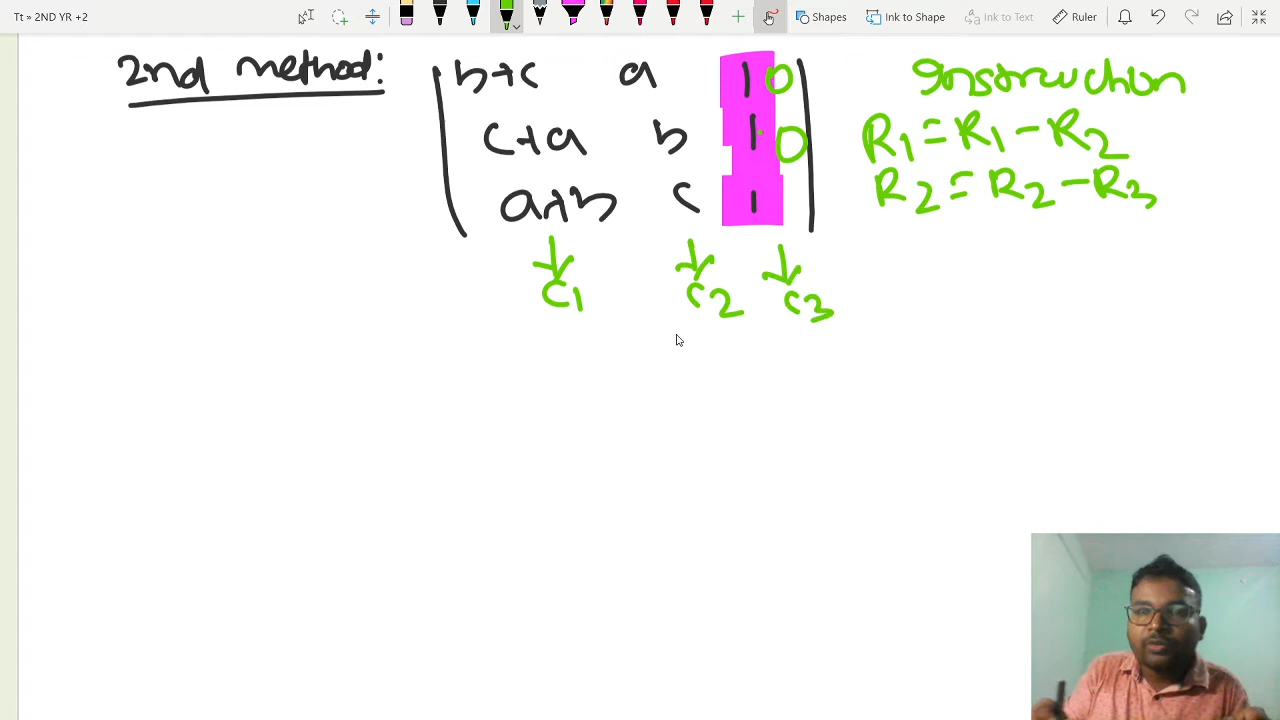 Tt » 2ND YR +2
Shapes Ink to Shape Ink to Text Ruler
2nd method:
b+c a 1 0
c+a b 1 0
a+b c 1
Instruction
R1 = R1 - R2
R2 = R2 - R3
C1 C2 C3